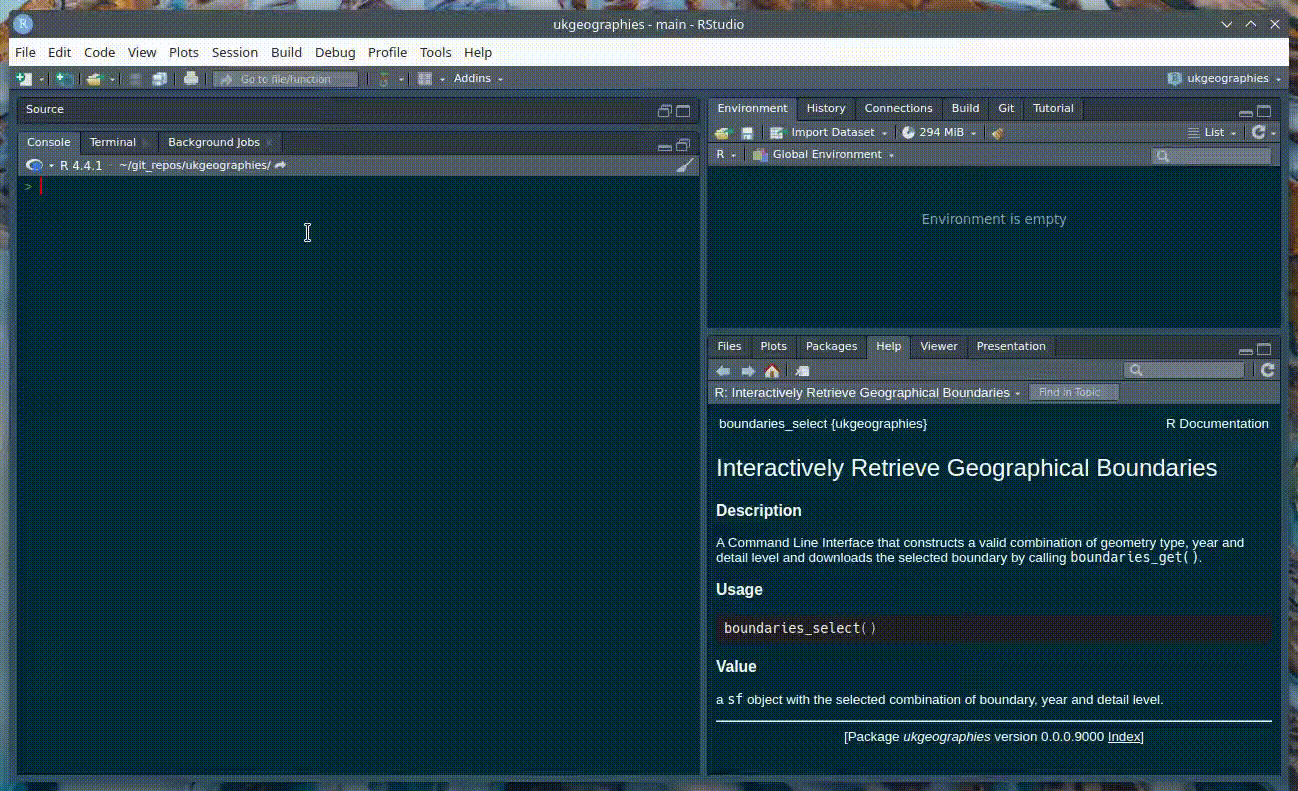 R ukgeographies - main - RStudio
File Edit Code View Plots Session Build Debug Profile Tools Help
Go to file/function Addins ukgeographies
Source
Console Terminal Background Jobs
R 4.4.1 · ~/git_repos/ukgeographies/
>
Environment History Connections Build Git Tutorial
Import Dataset 294 MiB List
R Global Environment
Environment is empty
Files Plots Packages Help Viewer Presentation
R: Interactively Retrieve Geographical Boundaries Find in Topic
boundaries_select {ukgeographies} R Documentation
Interactively Retrieve Geographical Boundaries
Description
A Command Line Interface that constructs a valid combination of geometry type, year and
detail level and downloads the selected boundary by calling boundaries_get().
Usage
boundaries_select()
Value
a sf object with the selected combination of boundary, year and detail level.
[Package ukgeographies version 0.0.0.9000 Index]